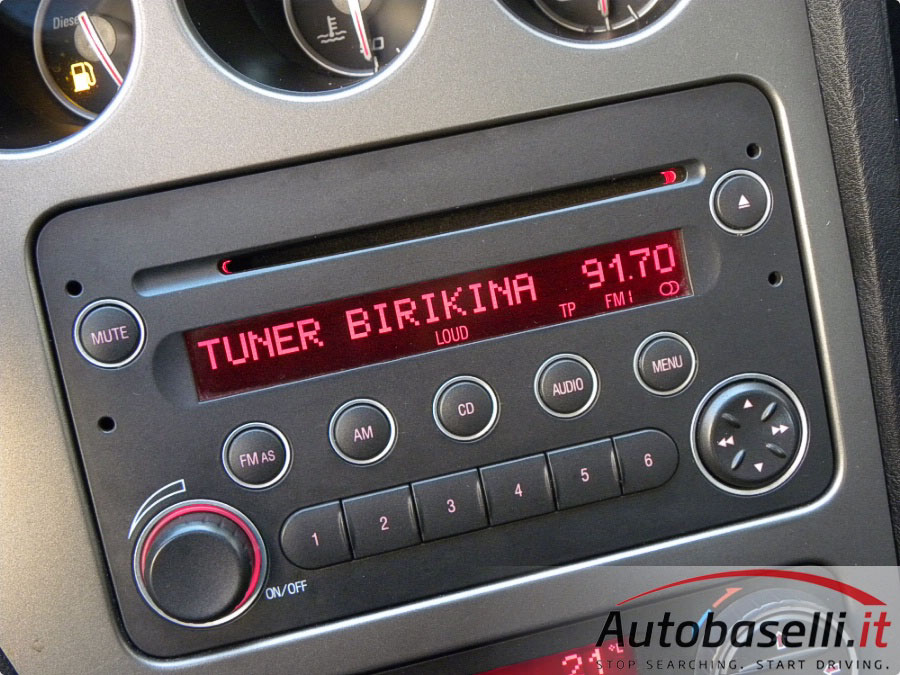 Diesel
TUNER BIRIKINA 91.70
LOUD TP FM1
MUTE
FM AS
AM
CD
AUDIO
MENU
1 2 3 4 5 6
ON/OFF
21 °C
Autobaselli.it
STOP SEARCHING. START DRIVING.